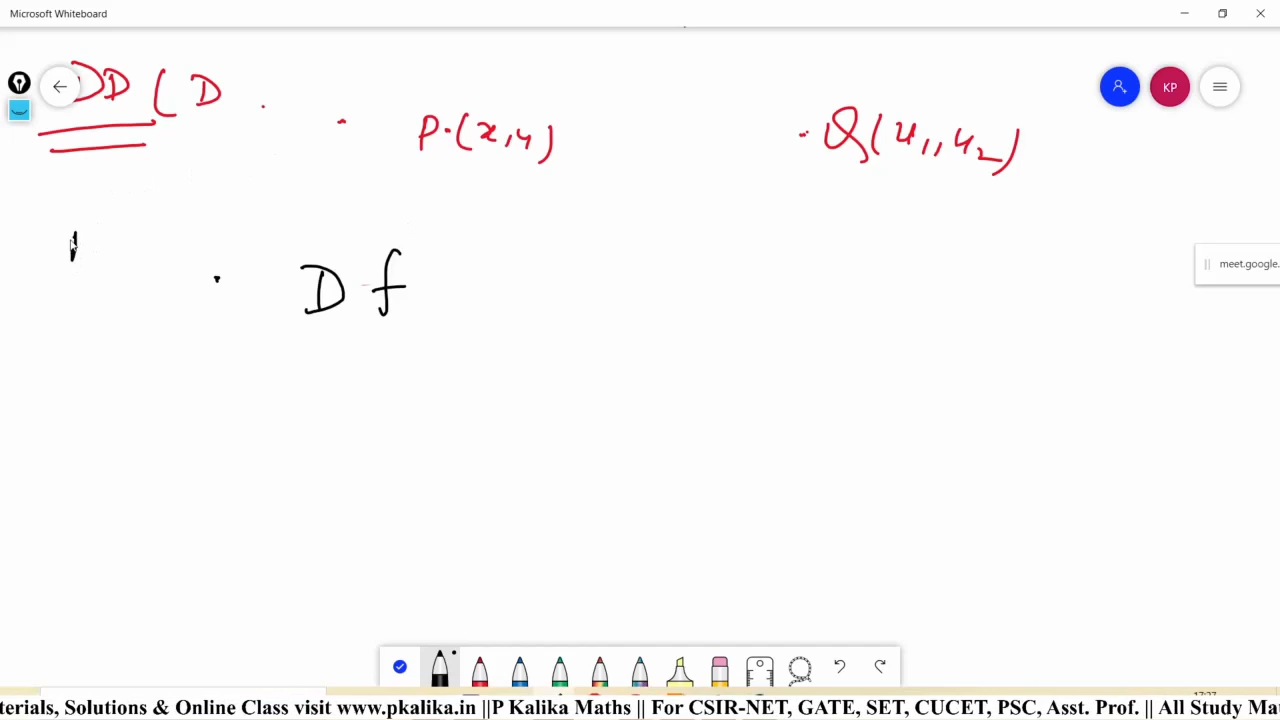 Microsoft Whiteboard
DD ( D
P. (x, y)
Q (u1, u2)
KP
meet.google.
D f
terials, Solutions & Online Class visit www.pkalika.in ||P Kalika Maths || For CSIR-NET, GATE, SET, CUCET, PSC, Asst. Prof. || All Study Ma